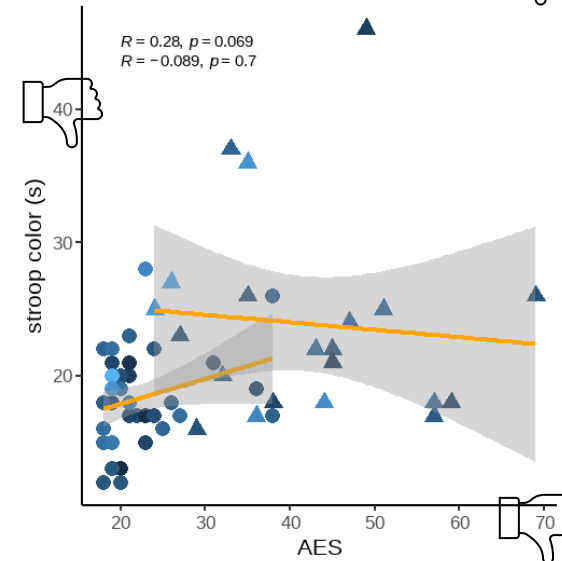 R = 0.28, p = 0.069
R = −0.089, p = 0.7
40
30
20
stroop color (s)
20 30 40 50 60 70
AES